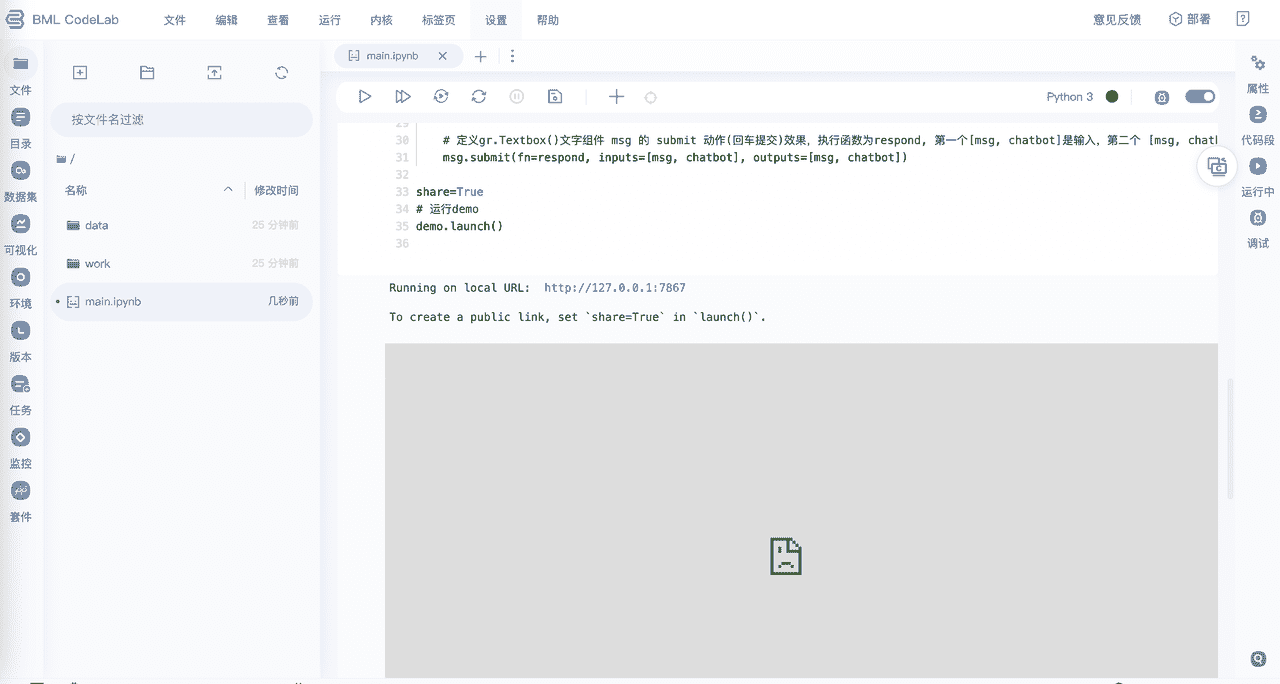 BML CodeLab
文件
编辑
查看
运行
内核
标签页
设置
帮助
意见反馈
部署
main.ipynb
文件
目录
数据集
可视化
环境
版本
任务
监控
套件
按文件名过滤
/
名称
修改时间
data
25 分钟前
work
25 分钟前
main.ipynb
几秒前
Python 3
29
30 # 定义gr.Textbox()文字组件 msg 的 submit 动作(回车提交)效果, 执行函数为respond, 第一个[msg, chatbot]是输入, 第二个 [msg, chat
31 msg.submit(fn=respond, inputs=[msg, chatbot], outputs=[msg, chatbot])
32
33 share=True
34 # 运行demo
35 demo.launch()
36
Running on local URL: http://127.0.0.1:7867
To create a public link, set `share=True` in `launch()`.
属性
代码段
运行中
调试